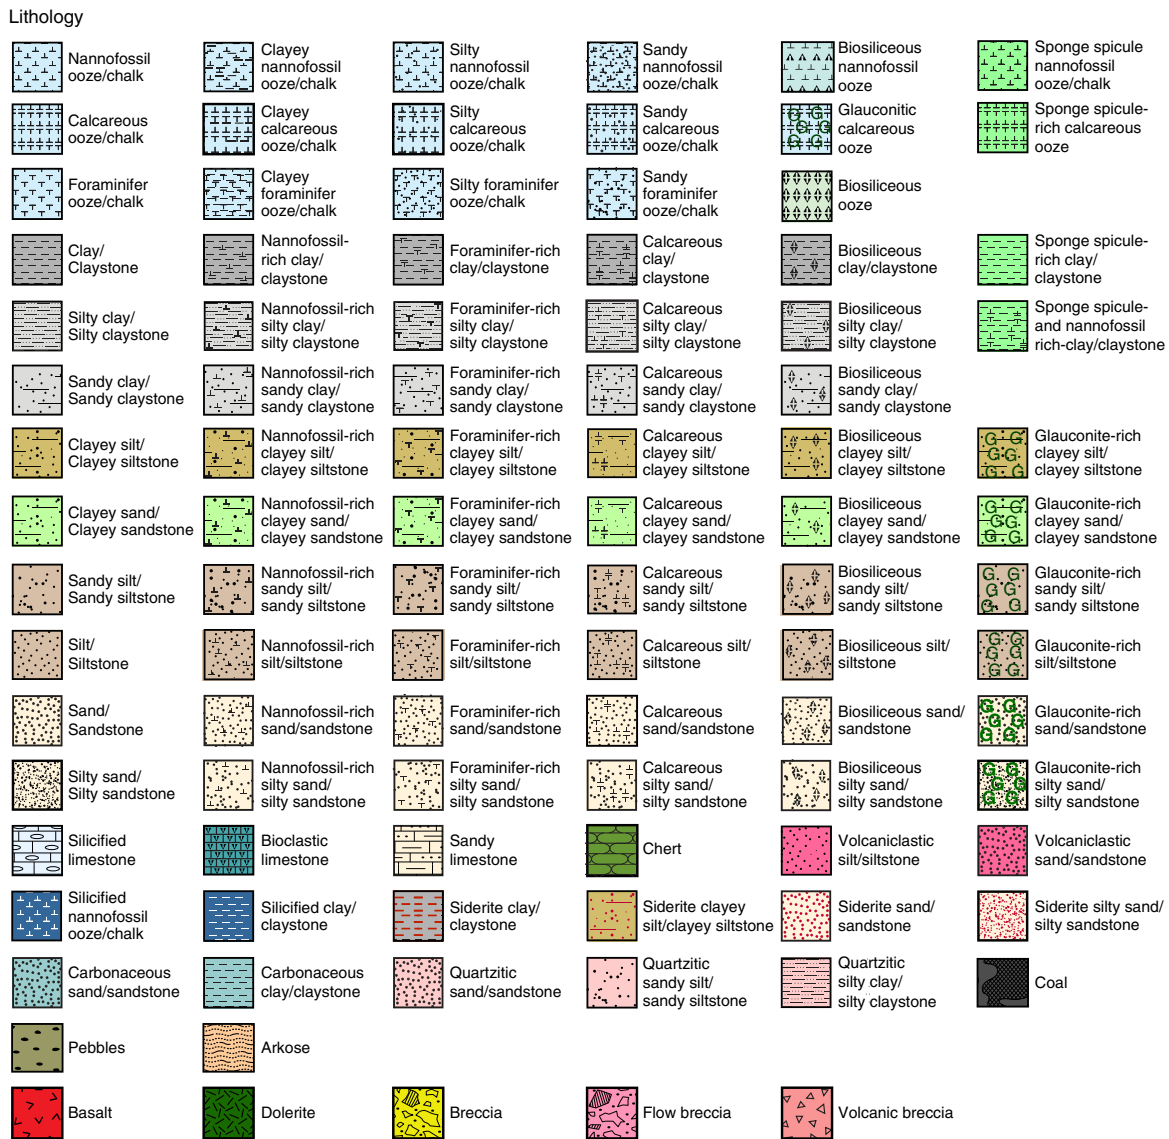 Lithology
Nannofossil
ooze/chalk
Clayey
nannofossil
ooze/chalk
Silty
nannofossil
ooze/chalk
Sandy
nannofossil
ooze/chalk
Biosiliceous
nannofossil
ooze
Sponge spicule
nannofossil
ooze/chalk
Calcareous
ooze/chalk
Clayey
calcareous
ooze/chalk
Silty
calcareous
ooze/chalk
Sandy
calcareous
ooze/chalk
G G
G G
G G
Glauconitic
calcareous
ooze
Sponge spicule-
rich calcareous
ooze
Foraminifer
ooze/chalk
Clayey
foraminifer
ooze/chalk
Silty foraminifer
ooze/chalk
Sandy
foraminifer
ooze/chalk
Biosiliceous
ooze
Clay/
Claystone
Nannofossil-
rich clay/
claystone
Foraminifer-rich
clay/claystone
Calcareous
clay/
claystone
Biosiliceous
clay/claystone
Sponge spicule-
rich clay/
claystone
Silty clay/
Silty claystone
Nannofossil-rich
silty clay/
silty claystone
Foraminifer-rich
silty clay/
silty claystone
Calcareous
silty clay/
silty claystone
Biosiliceous
silty clay/
silty claystone
Sponge spicule-
and nannofossil
rich-clay/claystone
Sandy clay/
Sandy claystone
Nannofossil-rich
sandy clay/
sandy claystone
Foraminifer-rich
sandy clay/
sandy claystone
Calcareous
sandy clay/
sandy claystone
Biosiliceous
sandy clay/
sandy claystone
Clayey silt/
Clayey siltstone
Nannofossil-rich
clayey silt/
clayey siltstone
Foraminifer-rich
clayey silt/
clayey siltstone
Calcareous
clayey silt/
clayey siltstone
Biosiliceous
clayey silt/
clayey siltstone
G G
G G
G G
Glauconite-rich
clayey silt/
clayey siltstone
Clayey sand/
Clayey sandstone
Nannofossil-rich
clayey sand/
clayey sandstone
Foraminifer-rich
clayey sand/
clayey sandstone
Calcareous
clayey sand/
clayey sandstone
Biosiliceous
clayey sand/
clayey sandstone
G G
G G
G G
Glauconite-rich
clayey sand/
clayey sandstone
Sandy silt/
Sandy siltstone
Nannofossil-rich
sandy silt/
sandy siltstone
Foraminifer-rich
sandy silt/
sandy siltstone
Calcareous
sandy silt/
sandy siltstone
Biosiliceous
sandy silt/
sandy siltstone
G G
G G
G G
Glauconite-rich
sandy silt/
sandy siltstone
Silt/
Siltstone
Nannofossil-rich
silt/siltstone
Foraminifer-rich
silt/siltstone
Calcareous silt/
siltstone
Biosiliceous silt/
siltstone
G G
G G
G G
Glauconite-rich
silt/siltstone
Sand/
Sandstone
Nannofossil-rich
sand/sandstone
Foraminifer-rich
sand/sandstone
Calcareous
sand/sandstone
Biosiliceous sand/
sandstone
G G
G G
G G
Glauconite-rich
sand/sandstone
Silty sand/
Silty sandstone
Nannofossil-rich
silty sand/
silty sandstone
Foraminifer-rich
silty sand/
silty sandstone
Calcareous
silty sand/
silty sandstone
Biosiliceous
silty sand/
silty sandstone
G G
G G
G G
Glauconite-rich
silty sand/
silty sandstone
Silicified
limestone
Bioclastic
limestone
Sandy
limestone
Chert
Volcaniclastic
silt/siltstone
Volcaniclastic
sand/sandstone
Silicified
nannofossil
ooze/chalk
Silicified clay/
claystone
Siderite clay/
claystone
Siderite clayey
silt/clayey siltstone
Siderite sand/
sandstone
Siderite silty sand/
silty sandstone
Carbonaceous
sand/sandstone
Carbonaceous
clay/claystone
Quartzitic
sand/sandstone
Quartzitic
sandy silt/
sandy siltstone
Quartzitic
silty clay/
silty claystone
Coal
Pebbles
Arkose
Basalt
Dolerite
Breccia
Flow breccia
Volcanic breccia